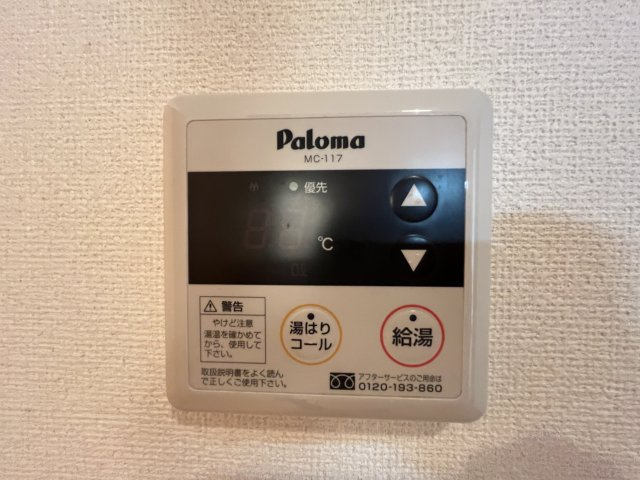 Paloma
MC-117
優先
℃
警告
やけど注意
湯温を確かめて
から、使用して
下さい。
取扱説明書をよく読ん
で正しくご使用下さい。
湯はり
コール
給湯
アフターサービスのご用命は
0120-193-860